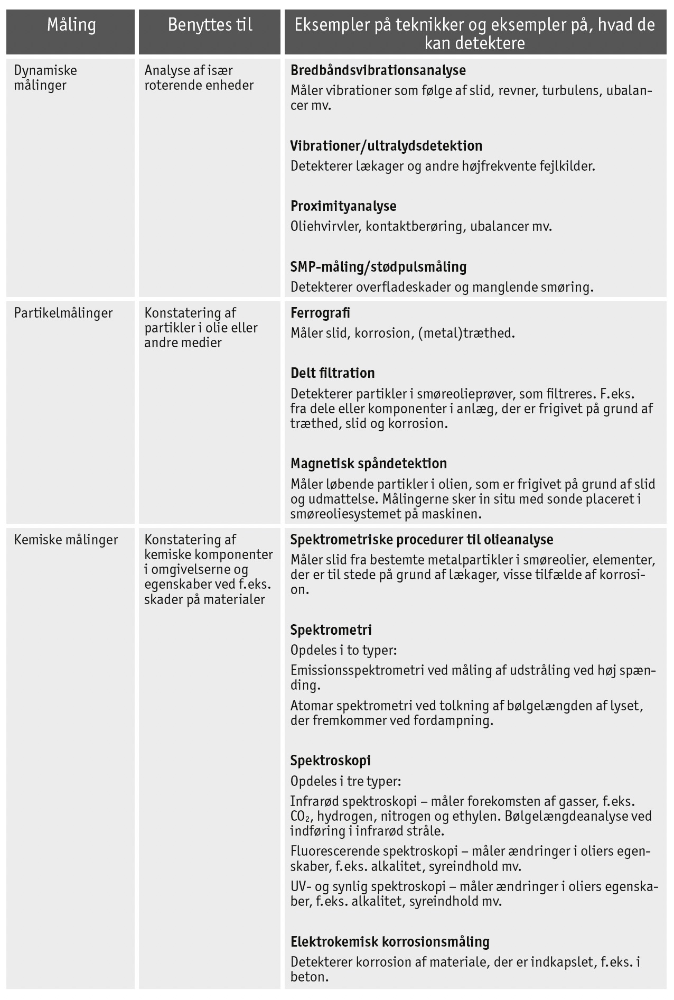 Måling
Benyttes til
Eksempler på teknikker og eksempler på, hvad de
kan detektere
Dynamiske
målinger
Analyse af især
roterende enheder
Bredbåndsvibrationsanalyse
Måler vibrationer som følge af slid, revner, turbulens, ubalan-
cer mv.
Vibrationer/ultralydsdetektion
Detekterer lækager og andre højfrekvente fejlkilder.
Proximityanalyse
Oliehvirvler, kontaktberøring, ubalancer mv.
SMP-måling/stødpulsmåling
Detekterer overfladeskader og manglende smøring.
Partikelmålinger
Konstatering af
partikler i olie eller
andre medier
Ferrografi
Måler slid, korrosion, (metal)træthed.
Delt filtration
Detekterer partikler i smøreolieprøver, som filtreres. F.eks.
fra dele eller komponenter i anlæg, der er frigivet på grund af
træthed, slid og korrosion.
Magnetisk spåndetektion
Måler løbende partikler i olien, som er frigivet på grund af slid
og udmattelse. Målingerne sker in situ med sonde placeret i
smøreoliesystemet på maskinen.
Kemiske målinger
Konstatering af
kemiske komponenter
i omgivelserne og
egenskaber ved f.eks.
skader på materialer
Spektrometriske procedurer til olieanalyse
Måler slid fra bestemte metalpartikler i smøreolier, elementer,
der er til stede på grund af lækager, visse tilfælde af korrosi-
on.
Spektrometri
Opdeles i to typer:
Emissionsspektrometri ved måling af udstråling ved høj spæn-
ding.
Atomar spektrometri ved tolkning af bølgelængden af lyset,
der fremkommer ved fordampning.
Spektroskopi
Opdeles i tre typer:
Infrarød spektroskopi – måler forekomsten af gasser, f.eks.
CO₂, hydrogen, nitrogen og ethylen. Bølgelængdeanalyse ved
indføring i infrarød stråle.
Fluorescerende spektroskopi – måler ændringer i oliers egen-
skaber, f.eks. alkalitet, syreindhold mv.
UV- og synlig spektroskopi – måler ændringer i oliers egenska-
ber, f.eks. alkalitet, syreindhold mv.
Elektrokemisk korrosionsmåling
Detekterer korrosion af materiale, der er indkapslet, f.eks. i
beton.